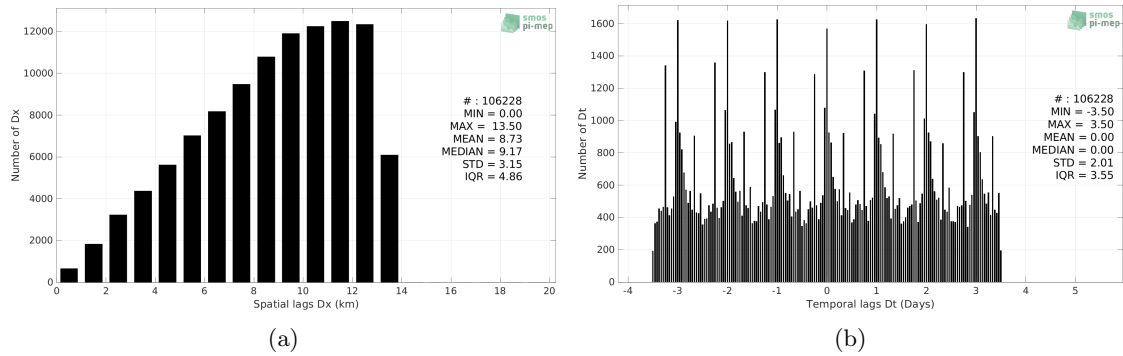 smos
pi-mep
Number of Dx
12000
10000
8000
6000
4000
2000
0
# : 106228
MIN = 0.00
MAX = 13.50
MEAN = 8.73
MEDIAN = 9.17
STD = 3.15
IQR = 4.86
0 2 4 6 8 10 12 14 16 18 20
Spatial lags Dx (km)
(a)
smos
pi-mep
Number of Dt
1600
1400
1200
1000
800
600
400
200
0
# : 106228
MIN = -3.50
MAX = 3.50
MEAN = 0.00
MEDIAN = 0.00
STD = 2.01
IQR = 3.55
-4 -3 -2 -1 0 1 2 3 4 5
Temporal lags Dt (Days)
(b)